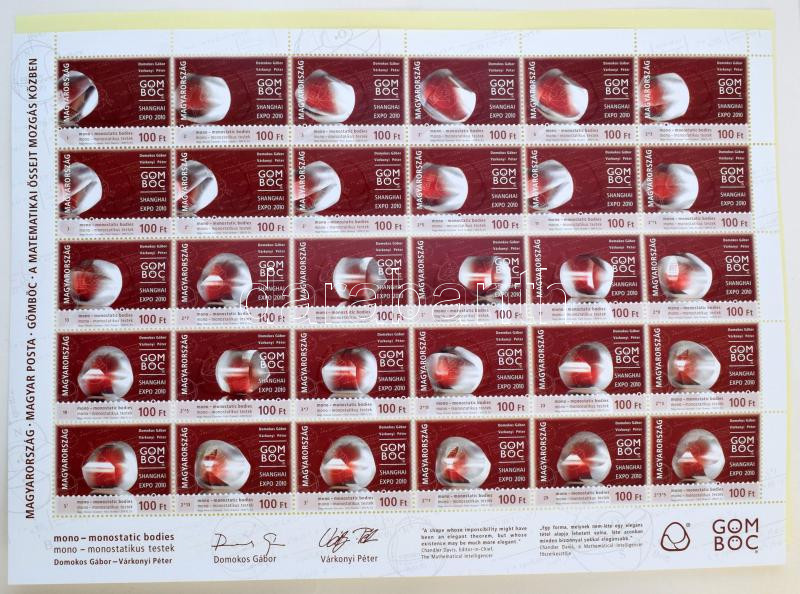 MAGYARORSZÁG · MAGYAR POSTA · GÖMBÖC · A MATEMATIKAI ŐSSEJT MOZGÁS KÖZBEN
MAGYARORSZÁG
Domokos Gábor
Várkonyi Péter
GÖMBÖC
SHANGHAI
EXPO 2010
mono – monostatic bodies
mono – monostatikus testek
100 Ft
darabanth
mono – monostatic bodies
mono – monostatikus testek
Domokos Gábor – Várkonyi Péter
Domokos Gábor
Várkonyi Péter
"A shape whose impossibility might have
been an elegant theorem, but whose
existence may be much more elegant."
Chandler Davis, Editor-in-Chief,
The Mathematical Intelligencer
„Egy forma, melynek nem-léte egy elegáns
tétel alapja lehetett volna, léte azonban
minden bizonnyal sokkal elegánsabb."
Chandler Davis, a Mathematical Intelligencer
főszerkesztője
GÖMBÖC